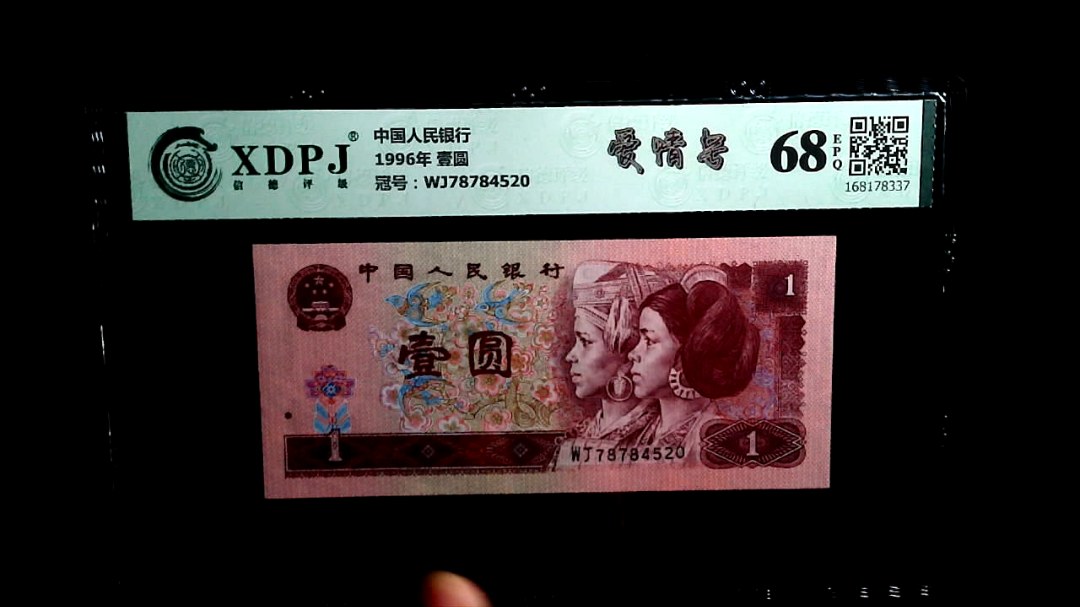 XDPJ®
信德评级
中国人民银行
1996年 壹圆
冠号：WJ78784520
爱情号
68
EPQ
168178337
中国人民银行
1
壹圆
1
WJ78784520
1